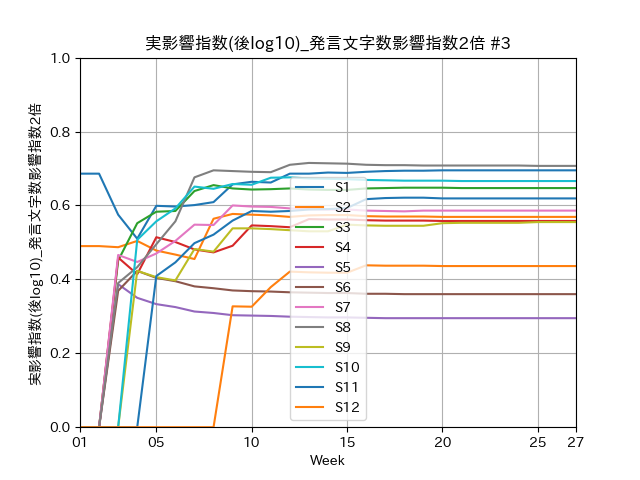 実影響指数(後log10)_発言文字数影響指数2倍 #3
実影響指数(後log10)_発言文字数影響指数2倍
1.0
0.8
0.6
0.4
0.2
0.0
S1
S2
S3
S4
S5
S6
S7
S8
S9
S10
S11
S12
01
05
10
15
20
25
27
Week